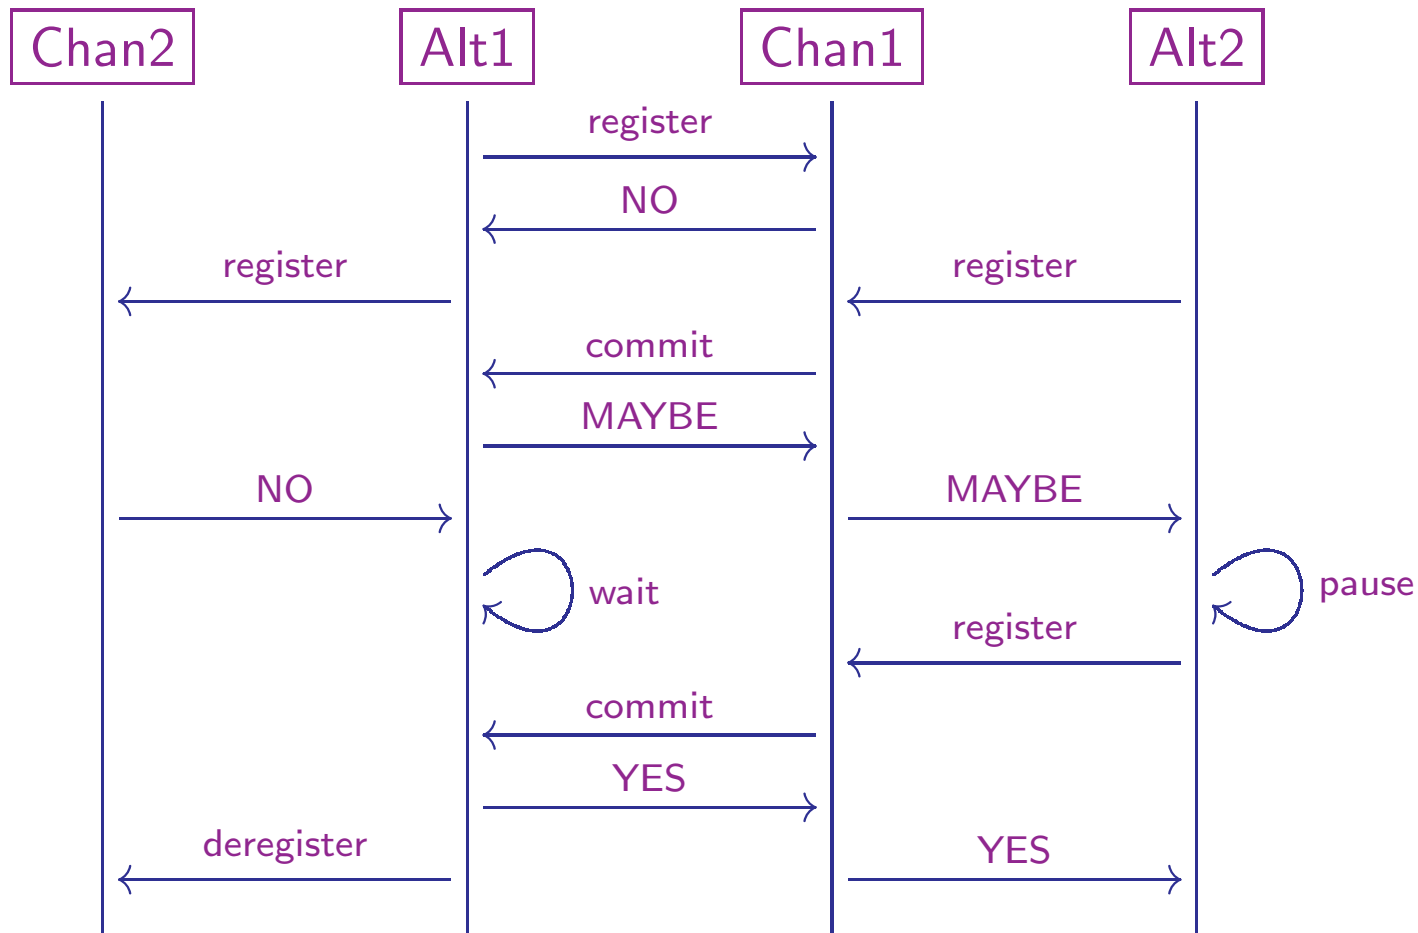 Chan2 Alt1 Chan1 Alt2
register
NO
register register
commit
MAYBE
NO MAYBE
wait pause
register
commit
YES
deregister YES